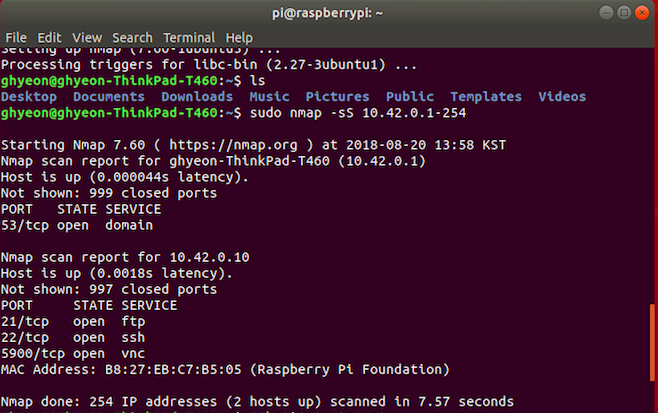 pi@raspberrypi: ~
File Edit View Search Terminal Help
Setting up nmap (7.60-1ubuntu5) ...
Processing triggers for libc-bin (2.27-3ubuntu1) ...
ghyeon@ghyeon-ThinkPad-T460:~$ ls
Desktop Documents Downloads Music Pictures Public Templates Videos
ghyeon@ghyeon-ThinkPad-T460:~$ sudo nmap -sS 10.42.0.1-254
Starting Nmap 7.60 ( https://nmap.org ) at 2018-08-20 13:58 KST
Nmap scan report for ghyeon-ThinkPad-T460 (10.42.0.1)
Host is up (0.000044s latency).
Not shown: 999 closed ports
PORT STATE SERVICE
53/tcp open domain
Nmap scan report for 10.42.0.10
Host is up (0.0018s latency).
Not shown: 997 closed ports
PORT STATE SERVICE
21/tcp open ftp
22/tcp open ssh
5900/tcp open vnc
MAC Address: B8:27:EB:C7:B5:05 (Raspberry Pi Foundation)
Nmap done: 254 IP addresses (2 hosts up) scanned in 7.57 seconds